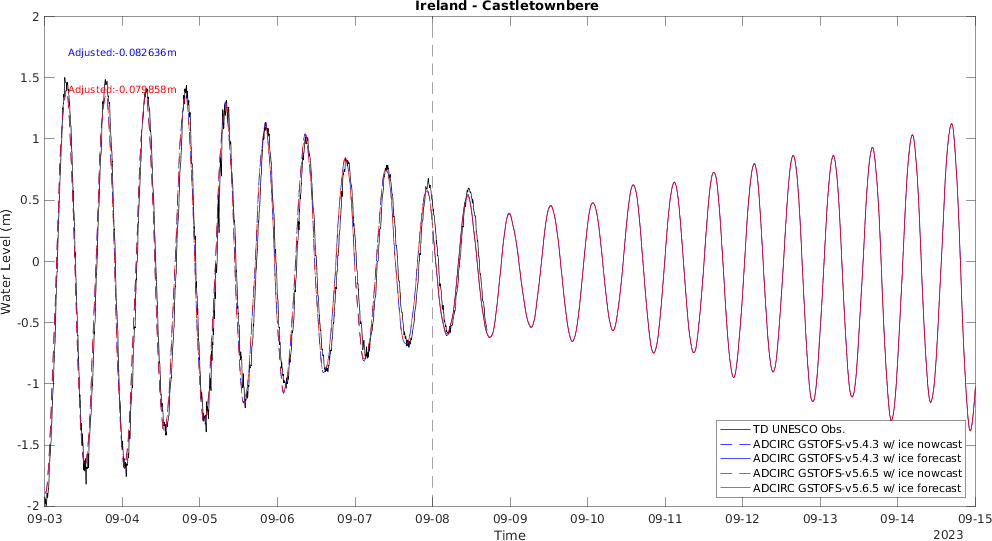 Ireland - Castletownbere
2
1.5
1
0.5
0
-0.5
-1
-1.5
-2
Water Level (m)
Adjusted:-0.082636m
Adjusted:-0.079858m
TD UNESCO Obs.
ADCIRC GSTOFS-v5.4.3 w/ ice nowcast
ADCIRC GSTOFS-v5.4.3 w/ ice forecast
ADCIRC GSTOFS-v5.6.5 w/ ice nowcast
ADCIRC GSTOFS-v5.6.5 w/ ice forecast
09-03 09-04 09-05 09-06 09-07 09-08 09-09 09-10 09-11 09-12 09-13 09-14 09-15
Time
2023